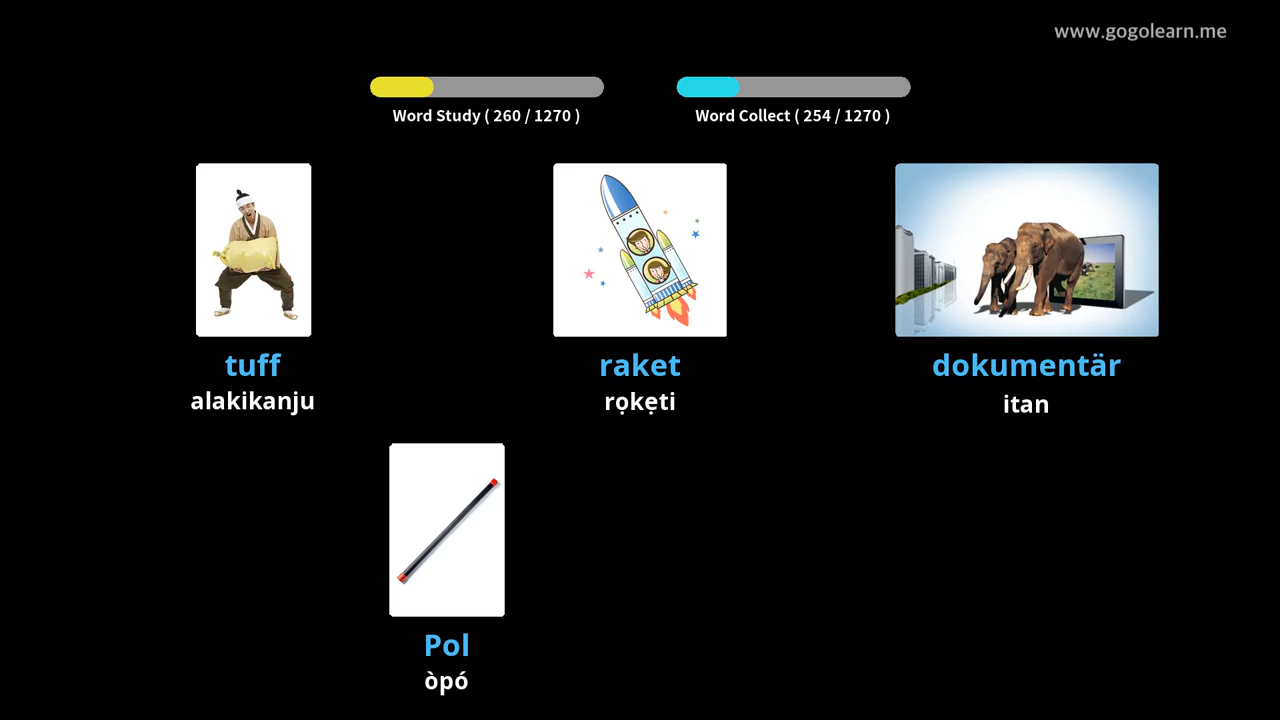 www.gogolearn.me
Word Study ( 260 / 1270 )
Word Collect ( 254 / 1270 )
tuff
alakikanju
raket
rọkẹti
dokumentär
itan
Pol
òpó